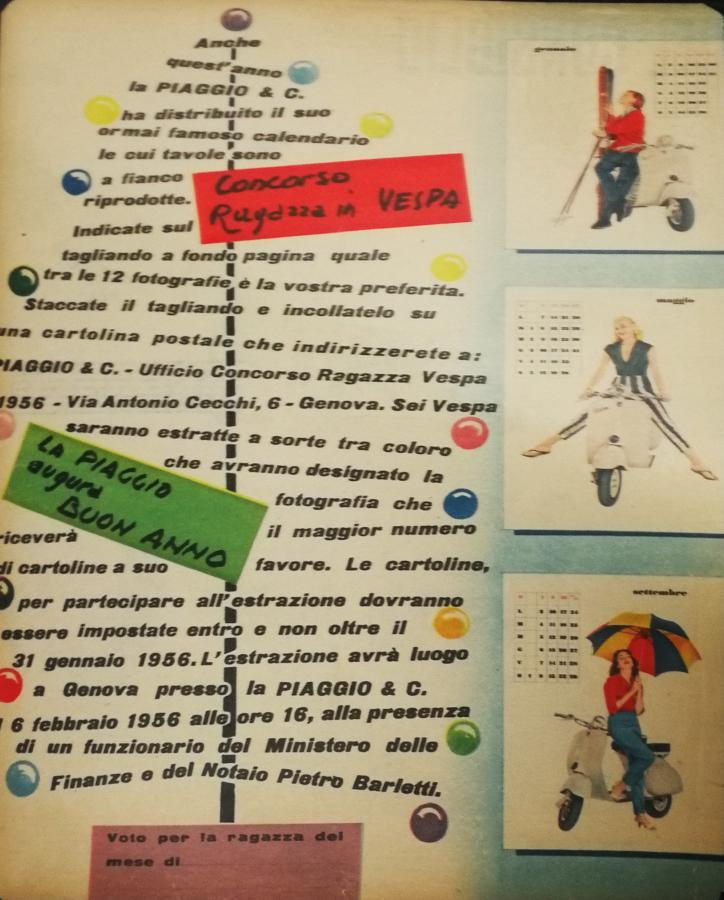 Anche
quest'anno
la PIAGGIO & C.
ha distribuito il suo
ormai famoso calendario
le cui tavole sono
a fianco
riprodotte.
Concorso
Ragazza in VESPA
Indicate sul
tagliando a fondo pagina quale
tra le 12 fotografie è la vostra preferita.
Staccate il tagliando e incollatelo su
una cartolina postale che indirizzerete a:
PIAGGIO & C. - Ufficio Concorso Ragazza Vespa
1956 - Via Antonio Cecchi, 6 - Genova. Sei Vespa
saranno estratte a sorte tra coloro
che avranno designato la
fotografia che
LA PIAGGIO
augura
BUON ANNO
riceverà il maggior numero
di cartoline a suo favore. Le cartoline,
per partecipare all'estrazione dovranno
essere impostate entro e non oltre il
31 gennaio 1956. L'estrazione avrà luogo
a Genova presso la PIAGGIO & C.
l 6 febbraio 1956 alle ore 16, alla presenza
di un funzionario del Ministero delle
Finanze e del Notaio Pietro Barletti.
Voto per la ragazza del
mese di
gennaio
maggio
settembre